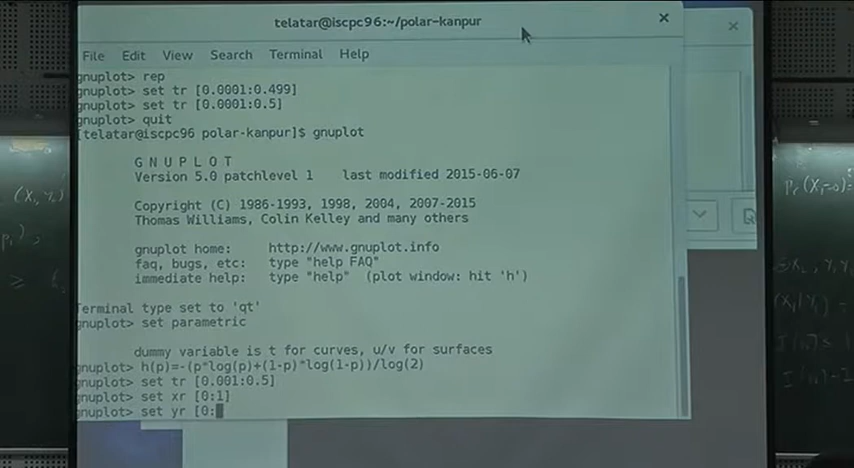 telatar@iscpc96:~/polar-kanpur
File Edit View Search Terminal Help
gnuplot> rep
gnuplot> set tr [0.0001:0.499]
gnuplot> set tr [0.0001:0.5]
gnuplot> quit
[telatar@iscpc96 polar-kanpur]$ gnuplot
G N U P L O T
Version 5.0 patchlevel 1 last modified 2015-06-07
Copyright (C) 1986-1993, 1998, 2004, 2007-2015
Thomas Williams, Colin Kelley and many others
gnuplot home: http://www.gnuplot.info
faq, bugs, etc: type "help FAQ"
immediate help: type "help" (plot window: hit 'h')
Terminal type set to 'qt'
gnuplot> set parametric
dummy variable is t for curves, u/v for surfaces
gnuplot> h(p)=-(p*log(p)+(1-p)*log(1-p))/log(2)
gnuplot> set tr [0.001:0.5]
gnuplot> set xr [0:1]
gnuplot> set yr [0: